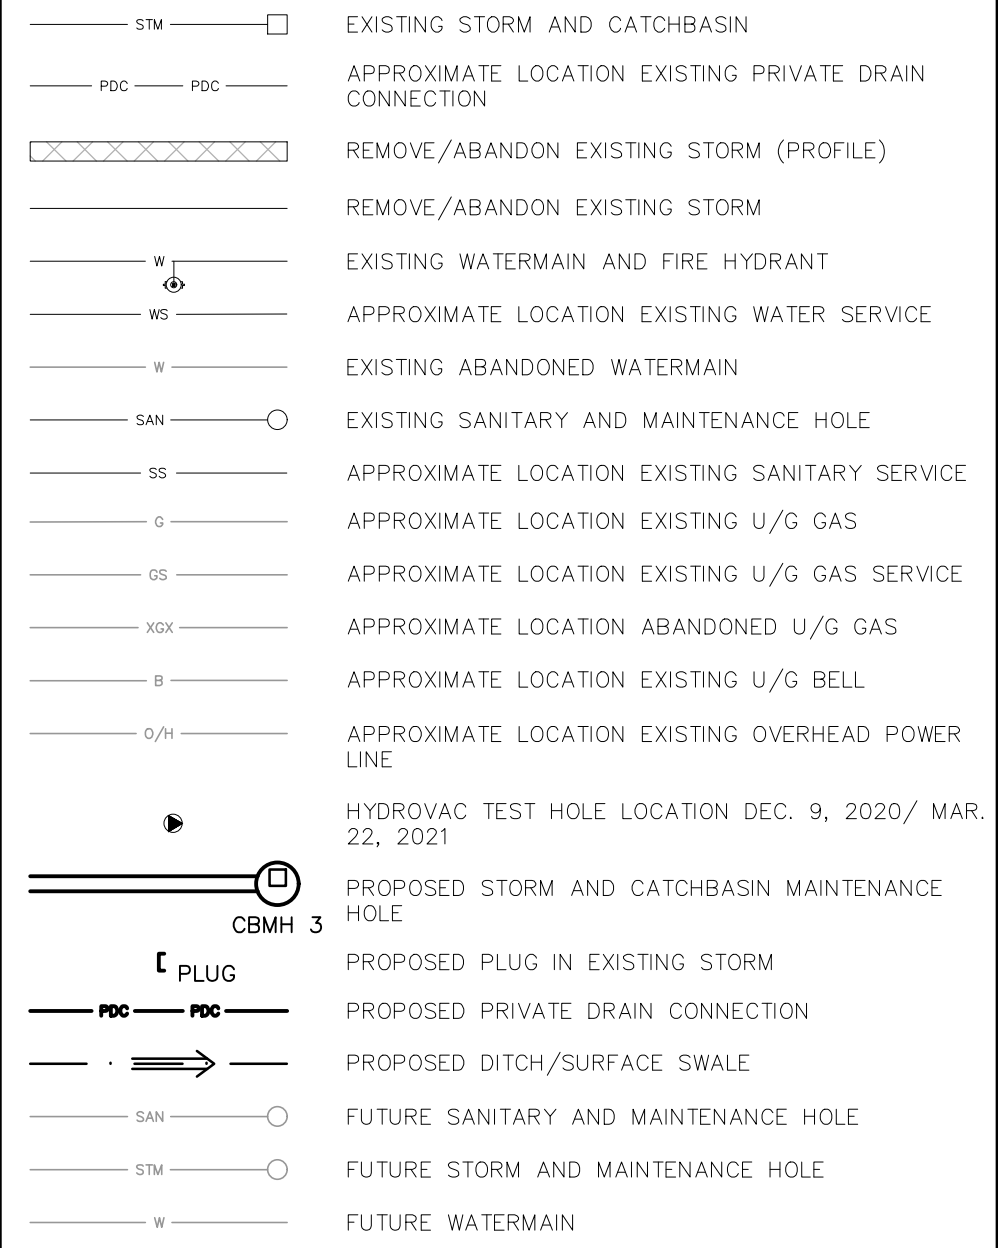 STM EXISTING STORM AND CATCHBASIN
PDC PDC APPROXIMATE LOCATION EXISTING PRIVATE DRAIN
CONNECTION
REMOVE/ABANDON EXISTING STORM (PROFILE)
REMOVE/ABANDON EXISTING STORM
W EXISTING WATERMAIN AND FIRE HYDRANT
WS APPROXIMATE LOCATION EXISTING WATER SERVICE
W EXISTING ABANDONED WATERMAIN
SAN EXISTING SANITARY AND MAINTENANCE HOLE
SS APPROXIMATE LOCATION EXISTING SANITARY SERVICE
G APPROXIMATE LOCATION EXISTING U/G GAS
GS APPROXIMATE LOCATION EXISTING U/G GAS SERVICE
XGX APPROXIMATE LOCATION ABANDONED U/G GAS
B APPROXIMATE LOCATION EXISTING U/G BELL
O/H APPROXIMATE LOCATION EXISTING OVERHEAD POWER
LINE
HYDROVAC TEST HOLE LOCATION DEC. 9, 2020/ MAR.
22, 2021
PROPOSED STORM AND CATCHBASIN MAINTENANCE
HOLE
CBMH 3
PLUG PROPOSED PLUG IN EXISTING STORM
PDC PDC PROPOSED PRIVATE DRAIN CONNECTION
PROPOSED DITCH/SURFACE SWALE
SAN FUTURE SANITARY AND MAINTENANCE HOLE
STM FUTURE STORM AND MAINTENANCE HOLE
W FUTURE WATERMAIN